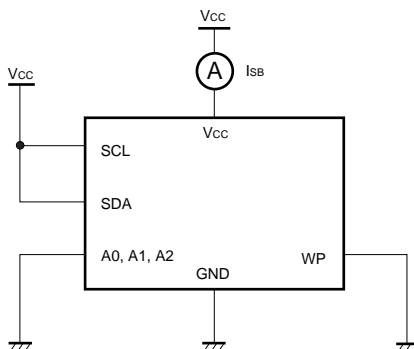 Vcc
A ISB
Vcc
Vcc
SCL
SDA
A0, A1, A2
WP
GND